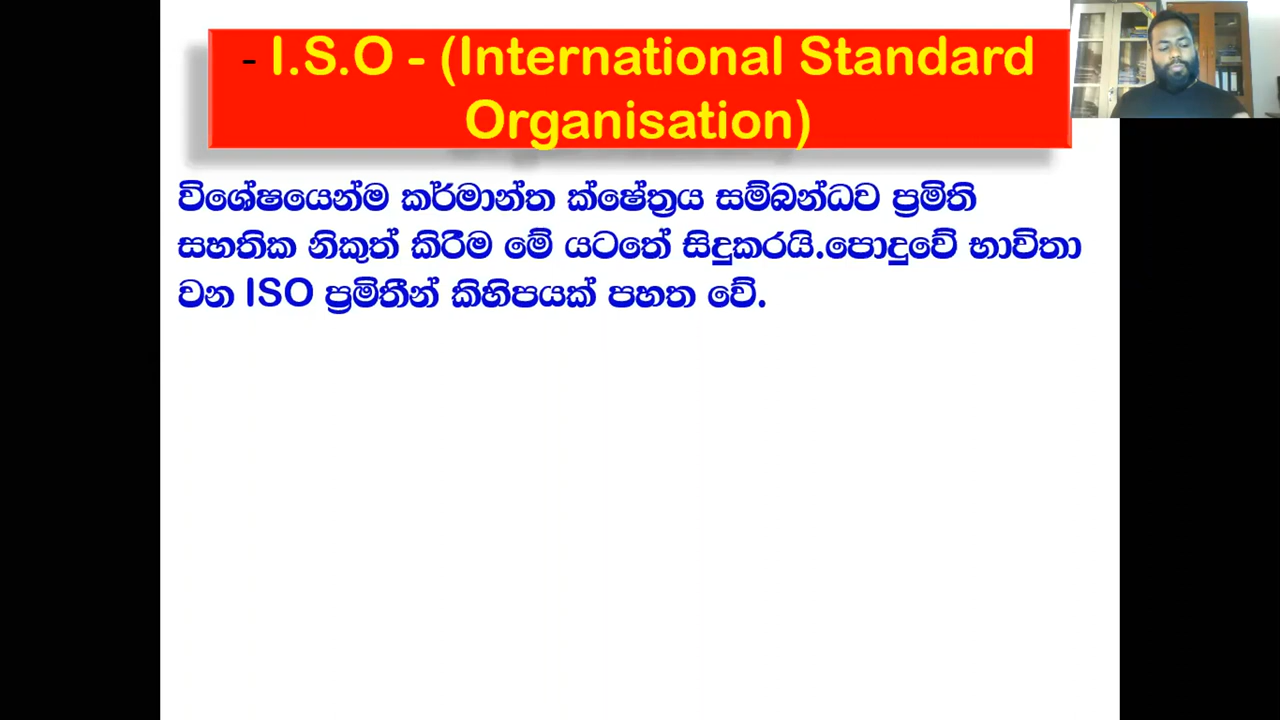 - I.S.O - (International Standard
Organisation)
විශේෂයෙන්ම කර්මාන්ත ක්ෂේත්‍රය සම්බන්ධව ප්‍රමිති
සහතික නිකුත් කිරීම මේ යටතේ සිදුකරයි.පොදුවේ භාවිතා
වන ISO ප්‍රමිතීන් කිහිපයක් පහත වේ.